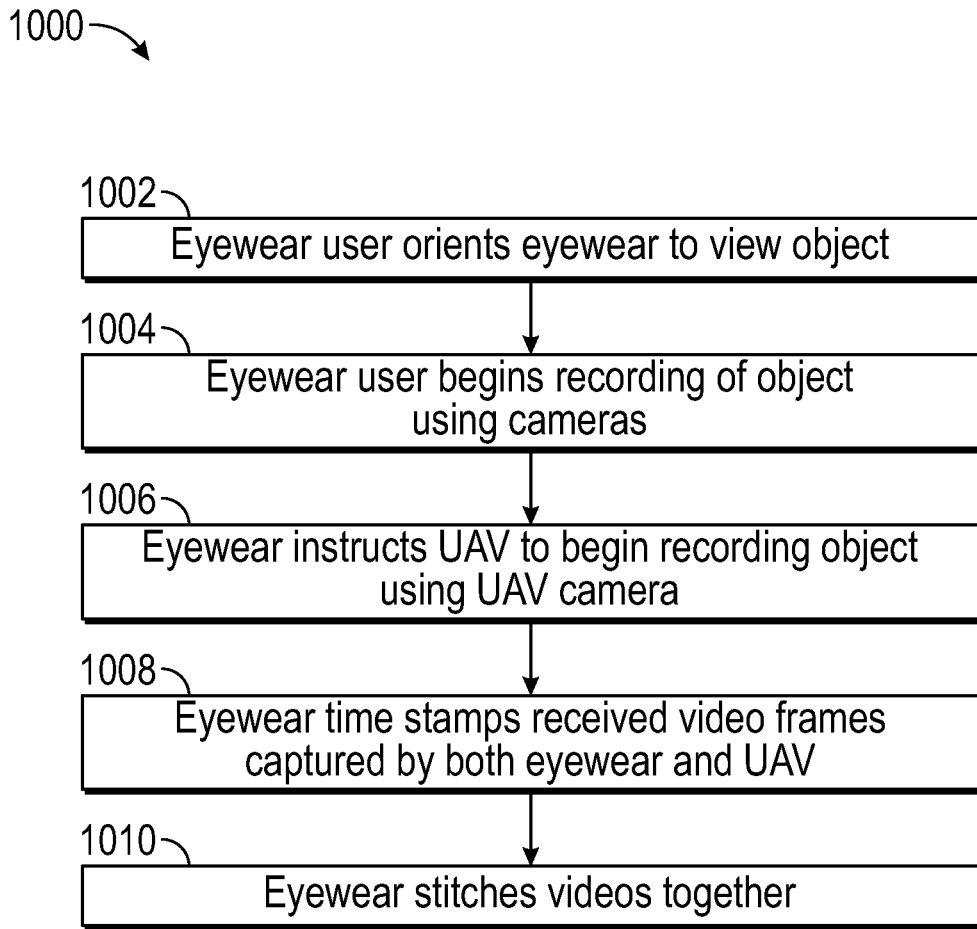 1000
1002
Eyewear user orients eyewear to view object
1004
Eyewear user begins recording of object
using cameras
1006
Eyewear instructs UAV to begin recording object
using UAV camera
1008
Eyewear time stamps received video frames
captured by both eyewear and UAV
1010
Eyewear stitches videos together